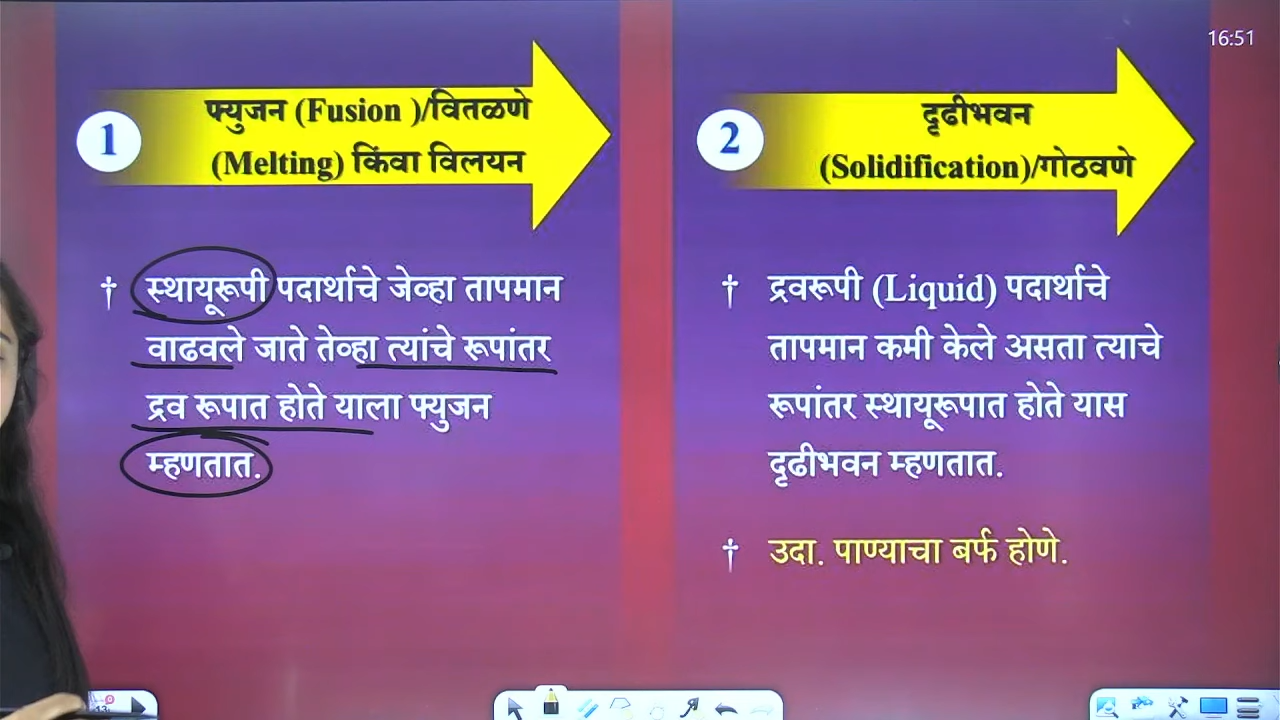 16:51
1
फ्युजन (Fusion )/वितळणे
(Melting) किंवा विलयन
† स्थायूरूपी पदार्थाचे जेव्हा तापमान
वाढवले जाते तेव्हा त्यांचे रूपांतर
द्रव रूपात होते याला फ्युजन
म्हणतात.
2
दृढीभवन
(Solidification)/गोठवणे
† द्रवरूपी (Liquid) पदार्थाचे
तापमान कमी केले असता त्याचे
रूपांतर स्थायूरूपात होते यास
दृढीभवन म्हणतात.
† उदा. पाण्याचा बर्फ होणे.